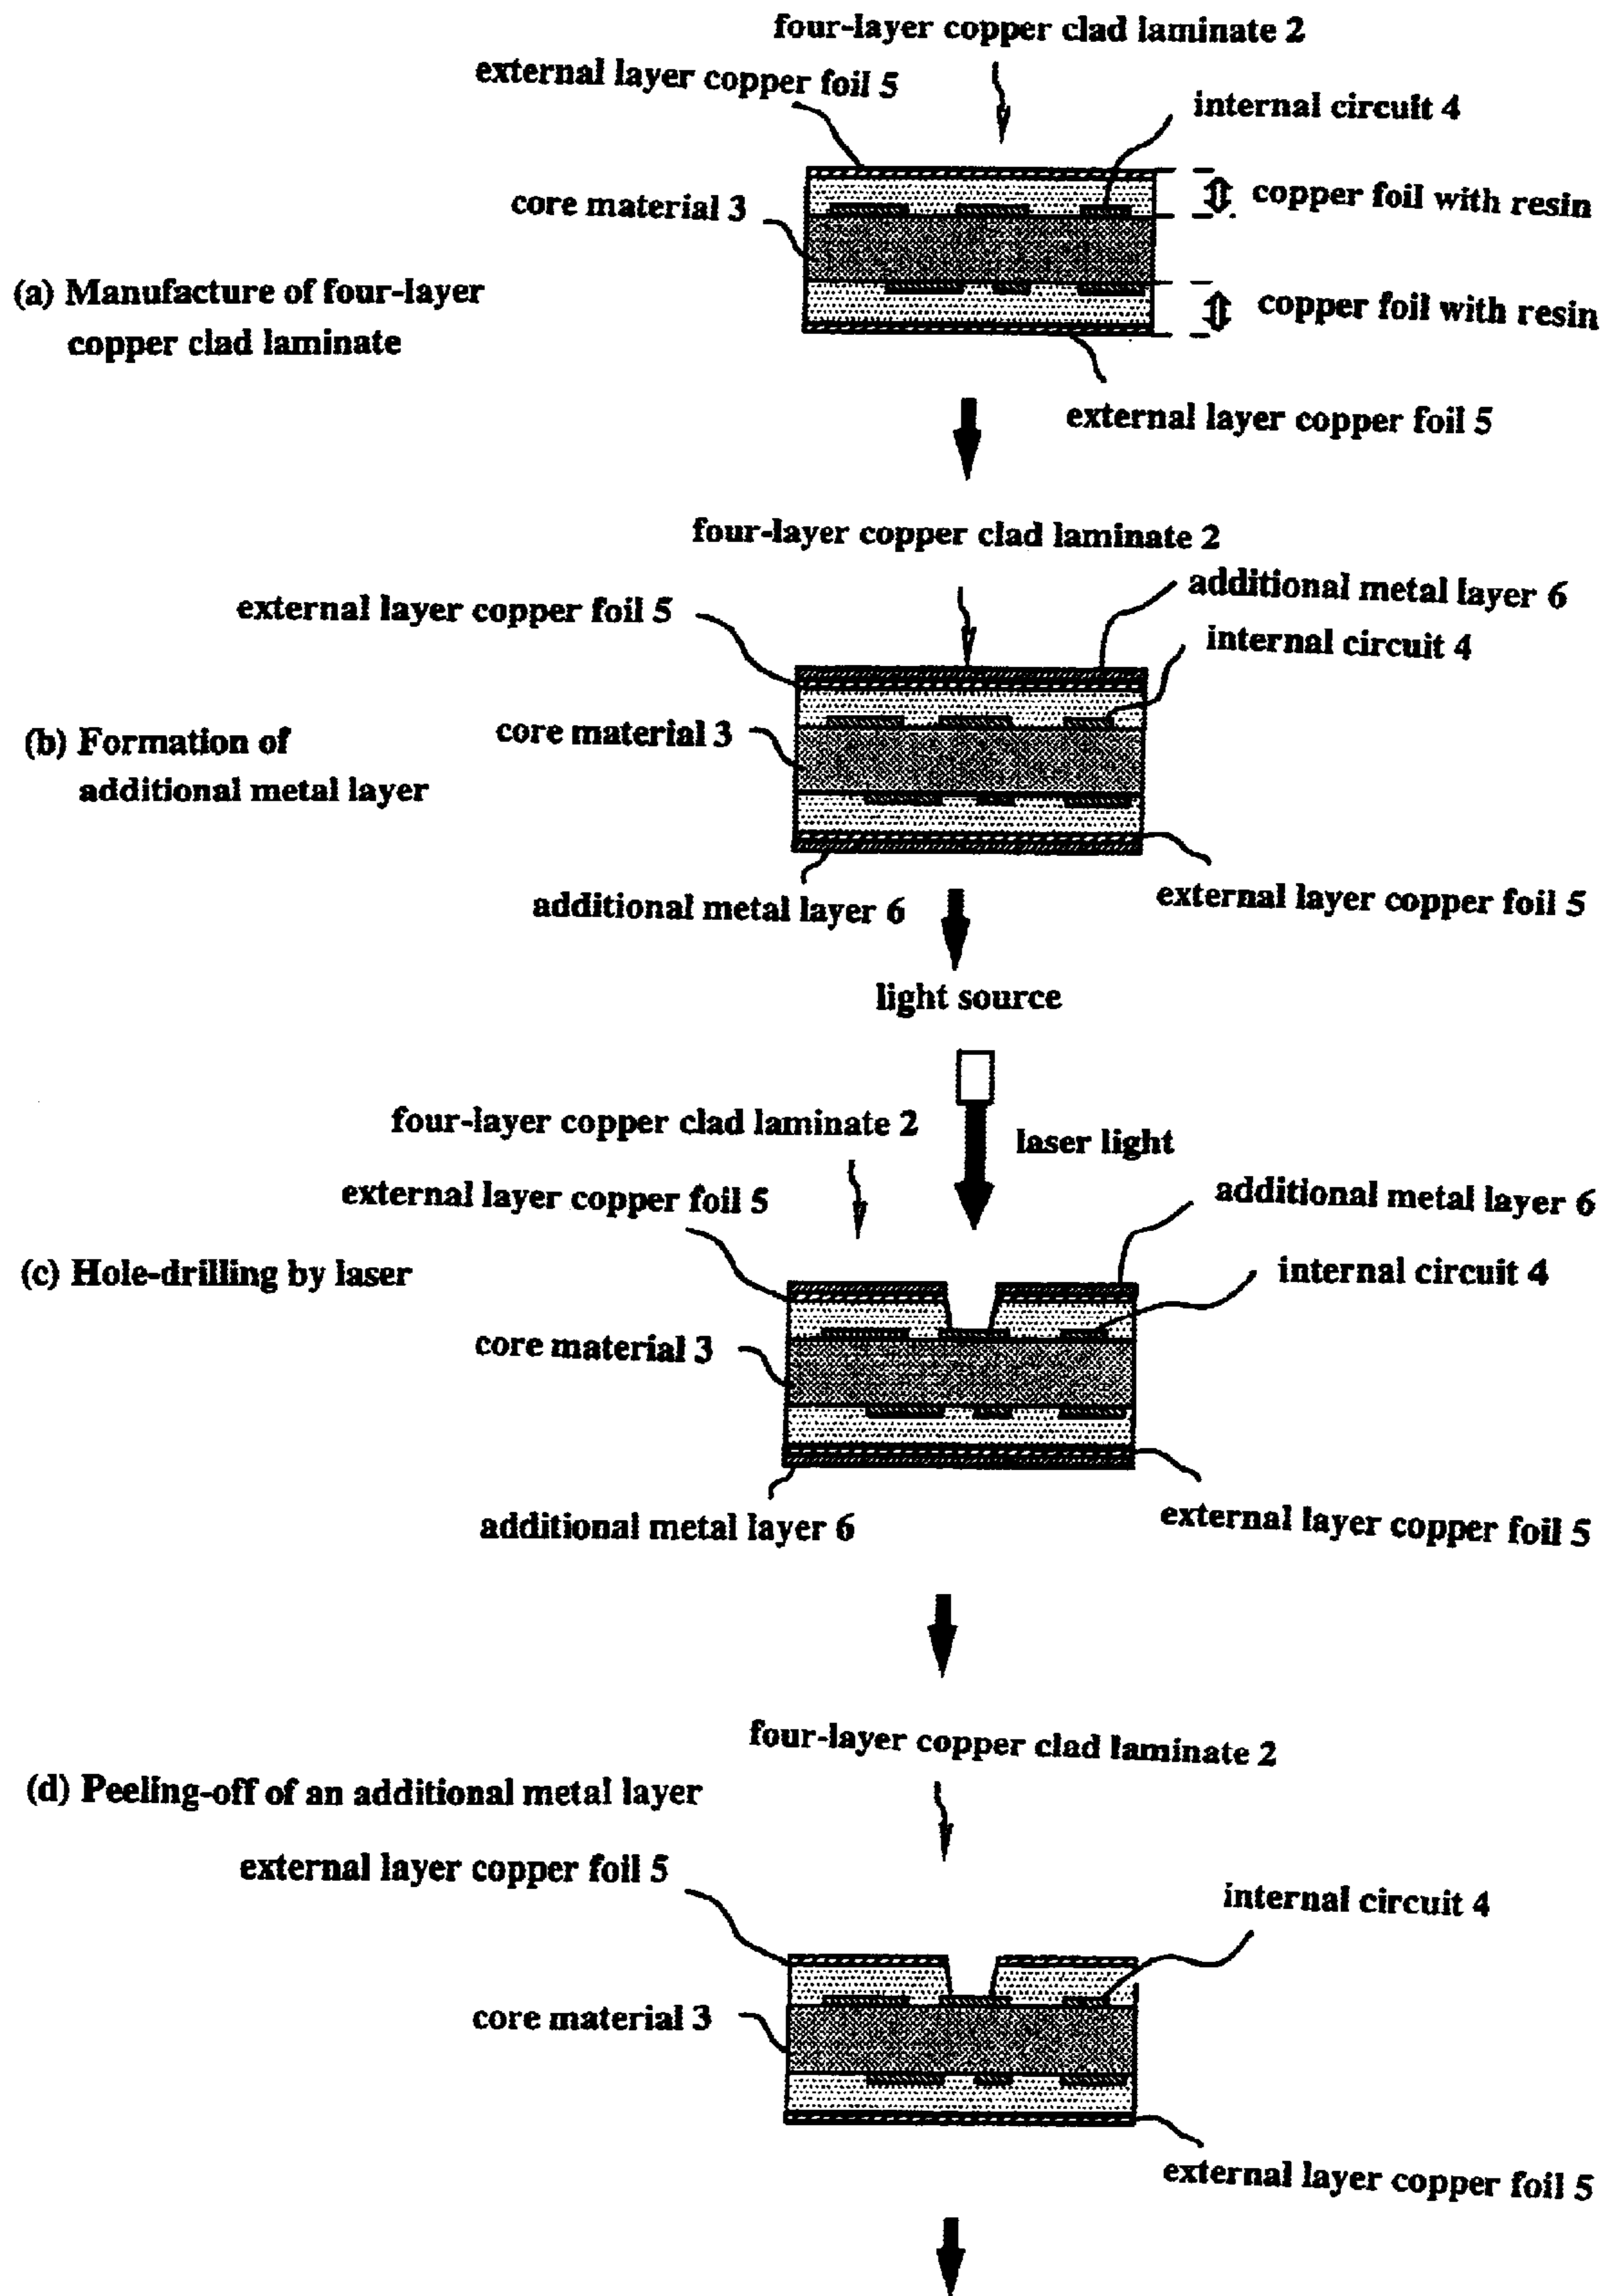 four-layer copper clad laminate 2
external layer copper foil 5
internal circuit 4
core material 3
copper foil with resin
(a) Manufacture of four-layer
copper clad laminate
copper foil with resin
external layer copper foil 5
four-layer copper clad laminate 2
additional metal layer 6
external layer copper foil 5
internal circuit 4
(b) Formation of
additional metal layer
core material 3
additional metal layer 6
external layer copper foil 5
light source
four-layer copper clad laminate 2
laser light
external layer copper foil 5
additional metal layer 6
(c) Hole-drilling by laser
internal circuit 4
core material 3
additional metal layer 6
external layer copper foil 5
four-layer copper clad laminate 2
(d) Peeling-off of an additional metal layer
external layer copper foil 5
internal circuit 4
core material 3
external layer copper foil 5